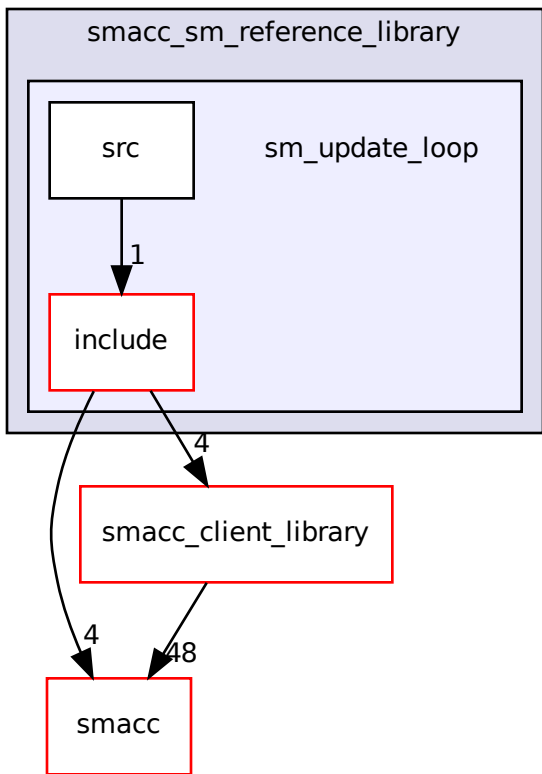 smacc_sm_reference_library
src
sm_update_loop
1
include
4
smacc_client_library
4
48
smacc